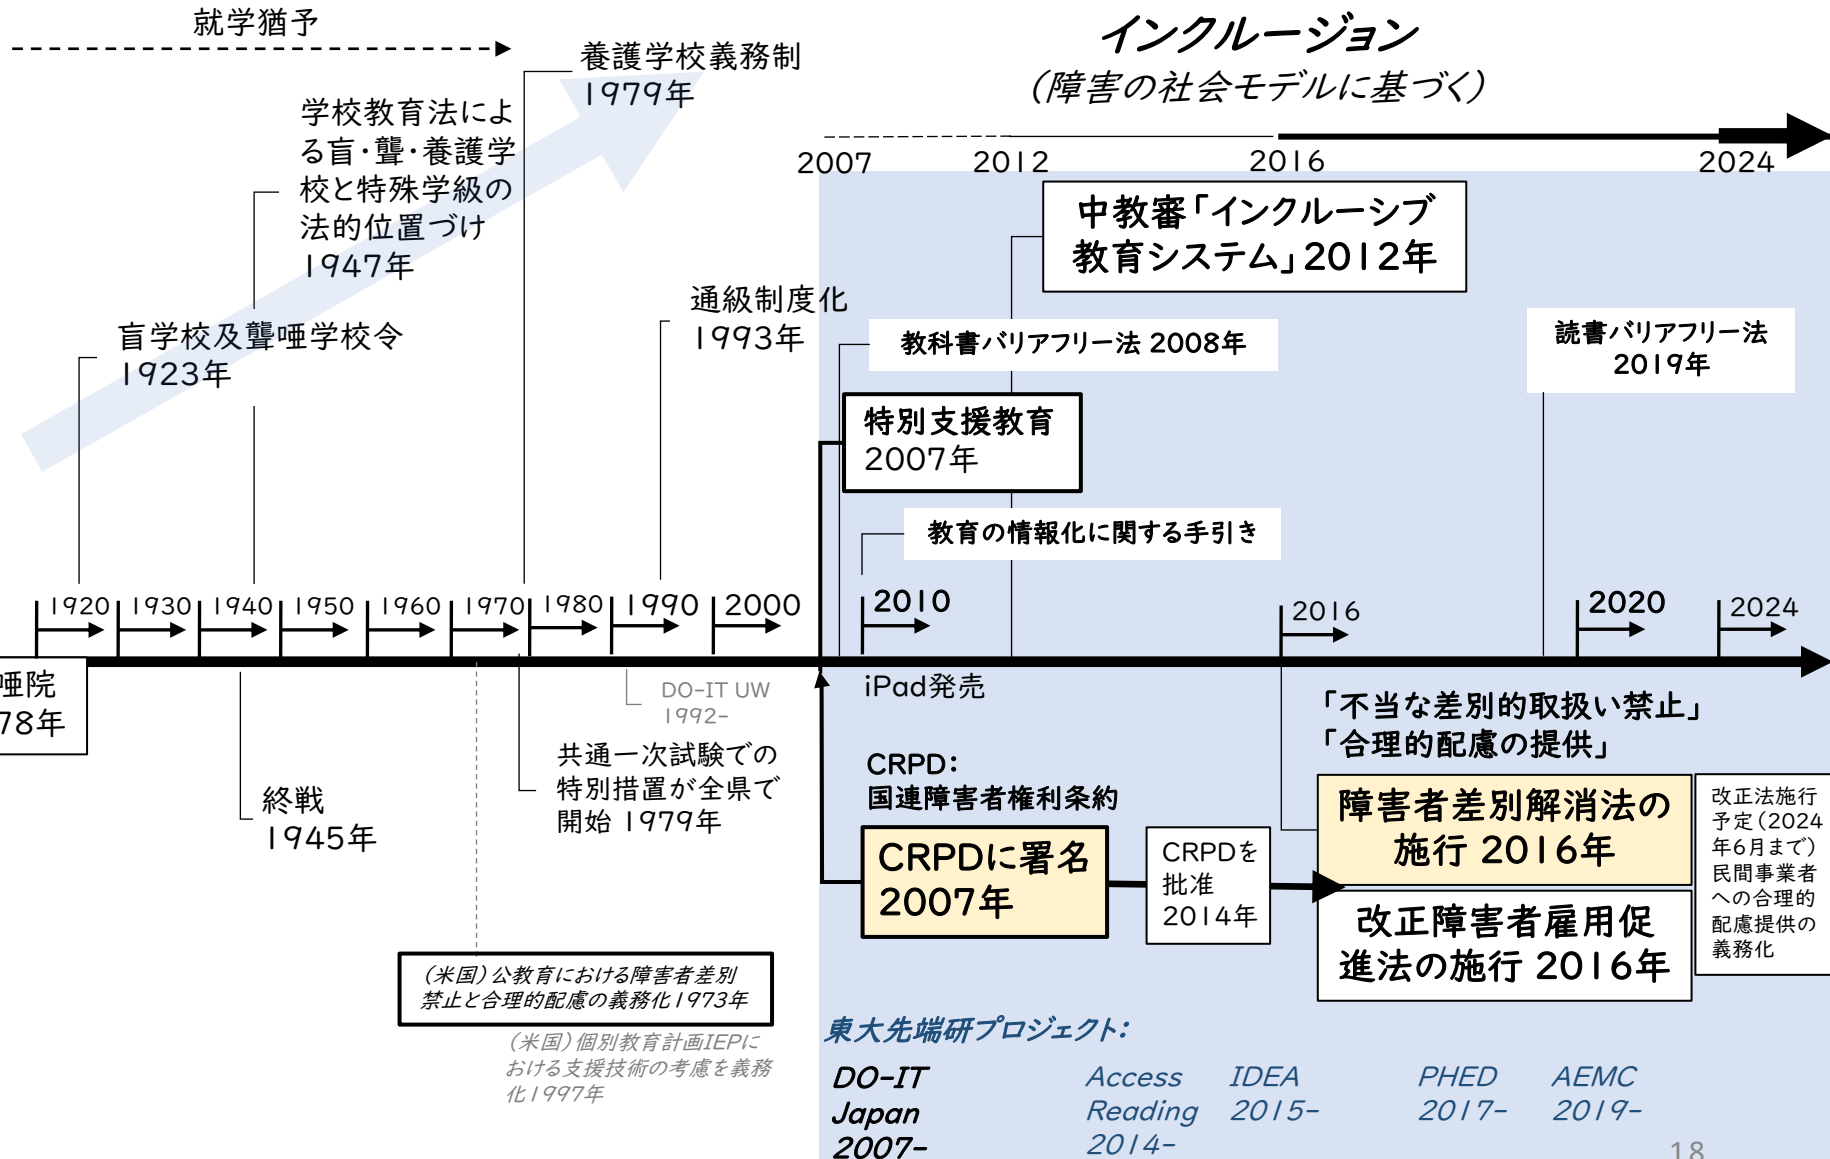 就学猶予
養護学校義務制
1979年
学校教育法によ
る盲・聾・養護学
校と特殊学級の
法的位置づけ
1947年
盲学校及聾唖学校令
1923年
通級制度化
1993年
インクルージョン
(障害の社会モデルに基づく)
2007
2012
2016
2024
中教審「インクルーシブ
教育システム」2012年
教科書バリアフリー法 2008年
読書バリアフリー法
2019年
特別支援教育
2007年
教育の情報化に関する手引き
1920
1930
1940
1950
1960
1970
1980
1990
2000
2010
2016
2020
2024
唖院
78年
終戦
1945年
DO-IT UW
1992-
共通一次試験での
特別措置が全県で
開始 1979年
(米国)公教育における障害者差別
禁止と合理的配慮の義務化1973年
(米国)個別教育計画IEPに
おける支援技術の考慮を義務
化1997年
iPad発売
CRPD:
国連障害者権利条約
CRPDに署名
2007年
CRPDを
批准
2014年
「不当な差別的取扱い禁止」
「合理的配慮の提供」
障害者差別解消法の
施行 2016年
改正障害者雇用促
進法の施行 2016年
改正法施行
予定(2024
年6月まで)
民間事業者
への合理的
配慮提供の
義務化
東大先端研プロジェクト:
DO-IT
Japan
2007-
Access
Reading
2014-
IDEA
2015-
PHED
2017-
AEMC
2019-
18